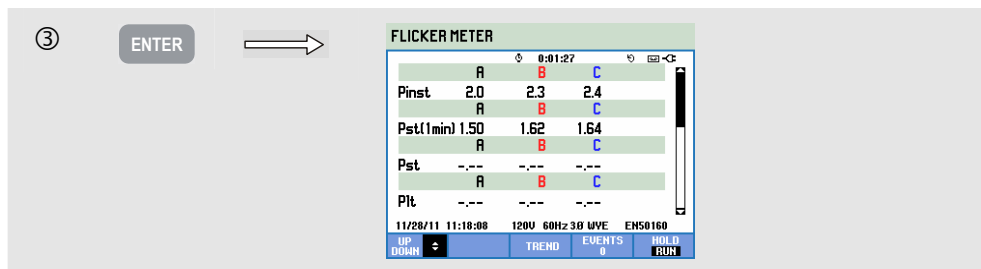 ③ ENTER
FLICKER METER
0:01:27
A B C
Pinst 2.0 2.3 2.4
A B C
Pst(1min) 1.50 1.62 1.64
A B C
Pst -.-- -.-- -.--
A B C
Plt -.-- -.-- -.--
11/28/11 11:18:08 120V 60Hz 3Ø WYE EN50160
UP DOWN TREND EVENTS 0 HOLD RUN